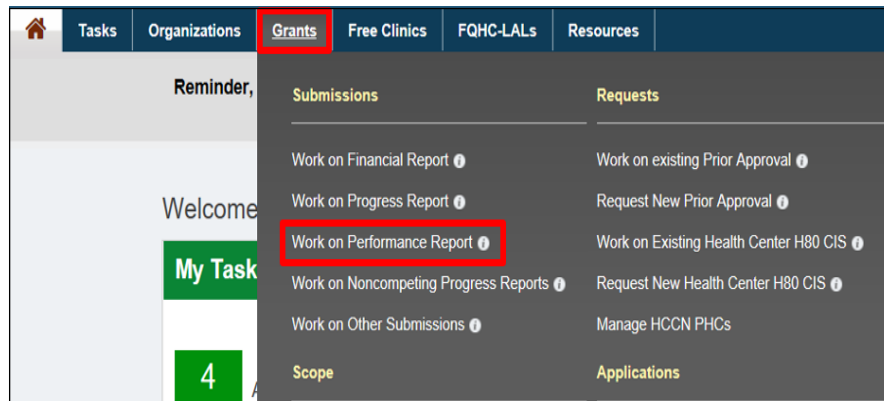 Tasks Organizations Grants Free Clinics FQHC-LALs Resources
Reminder,
Submissions
Work on Financial Report
Work on Progress Report
Work on Performance Report
Work on Noncompeting Progress Reports
Work on Other Submissions
Scope
Requests
Work on existing Prior Approval
Request New Prior Approval
Work on Existing Health Center H80 CIS
Request New Health Center H80 CIS
Manage HCCN PHCs
Applications
Welcome
My Task
4